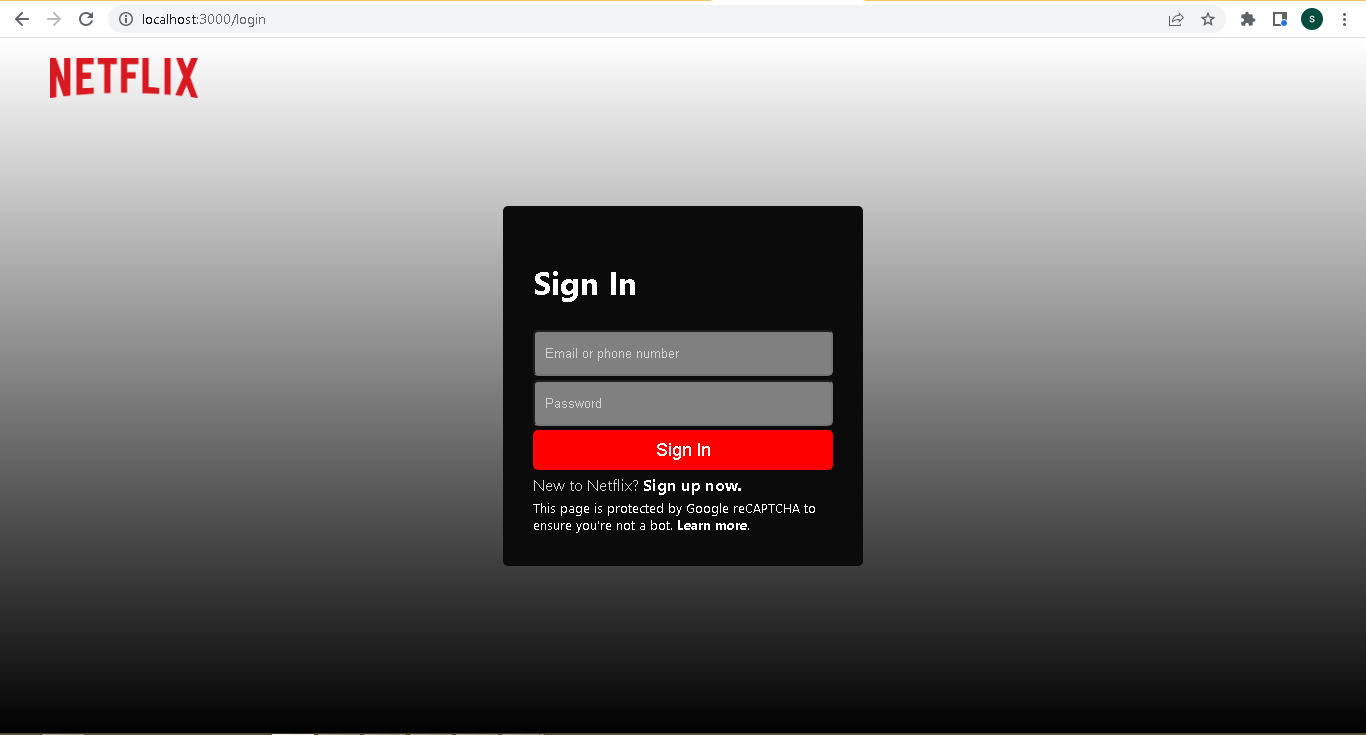 localhost:3000/login
S
NETFLIX
Sign In
Email or phone number
Password
Sign In
New to Netflix? Sign up now.
This page is protected by Google reCAPTCHA to
ensure you're not a bot. Learn more.